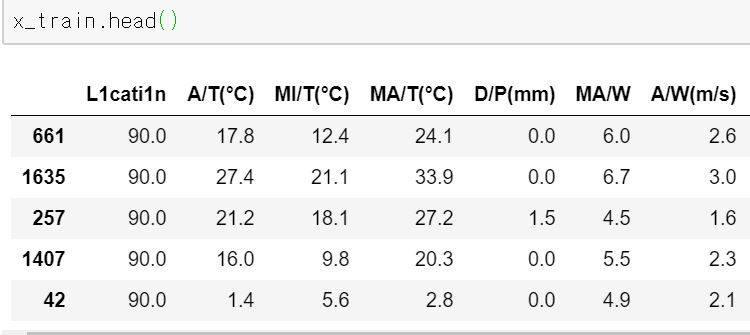 x_train.head()
L1cati1n A/T(°C) MI/T(°C) MA/T(°C) D/P(mm) MA/W A/W(m/s)
661 90.0 17.8 12.4 24.1 0.0 6.0 2.6
1635 90.0 27.4 21.1 33.9 0.0 6.7 3.0
257 90.0 21.2 18.1 27.2 1.5 4.5 1.6
1407 90.0 16.0 9.8 20.3 0.0 5.5 2.3
42 90.0 1.4 5.6 2.8 0.0 4.9 2.1